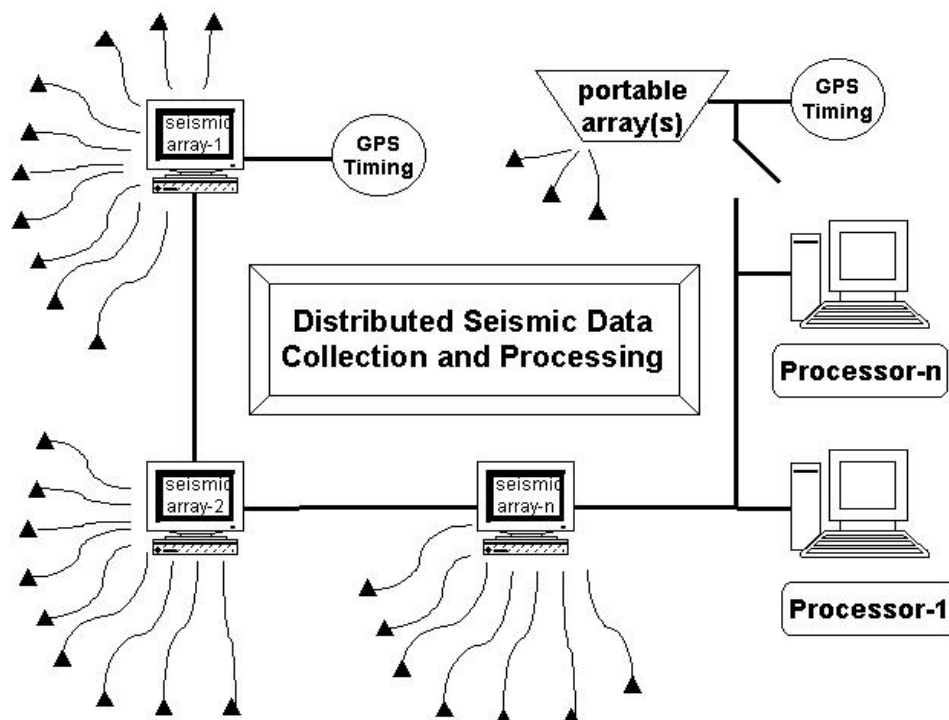 seismic
array-1
GPS
Timing
portable
array(s)
GPS
Timing
Distributed Seismic Data
Collection and Processing
Processor-n
seismic
array-2
seismic
array-n
Processor-1